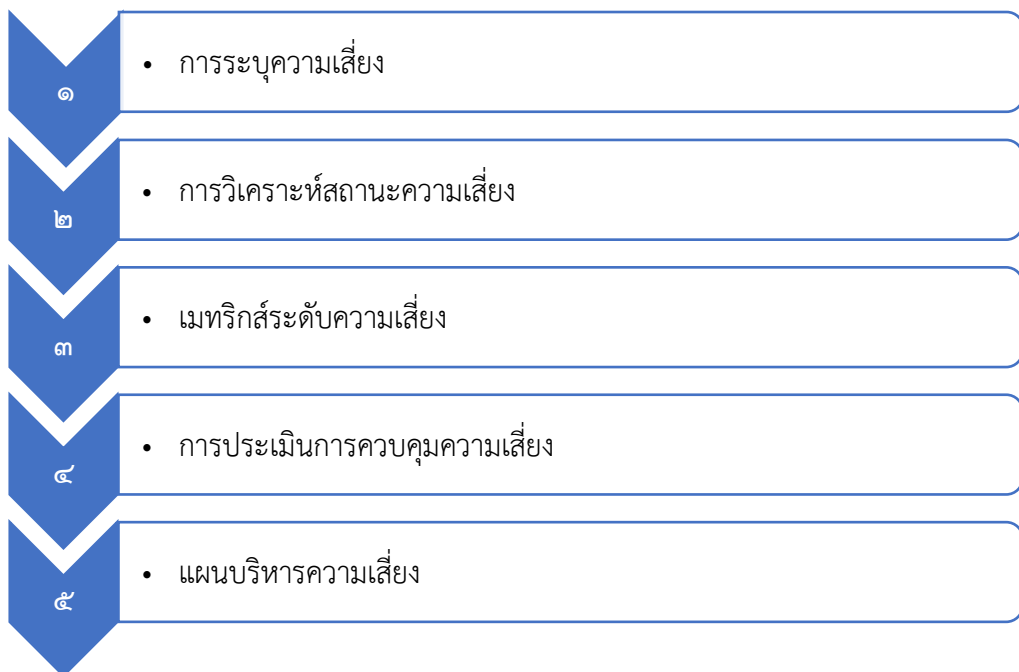 ๑
• การระบุความเสี่ยง
๒
• การวิเคราะห์สถานะความเสี่ยง
๓
• เมทริกส์ระดับความเสี่ยง
๔
• การประเมินการควบคุมความเสี่ยง
๕
• แผนบริหารความเสี่ยง